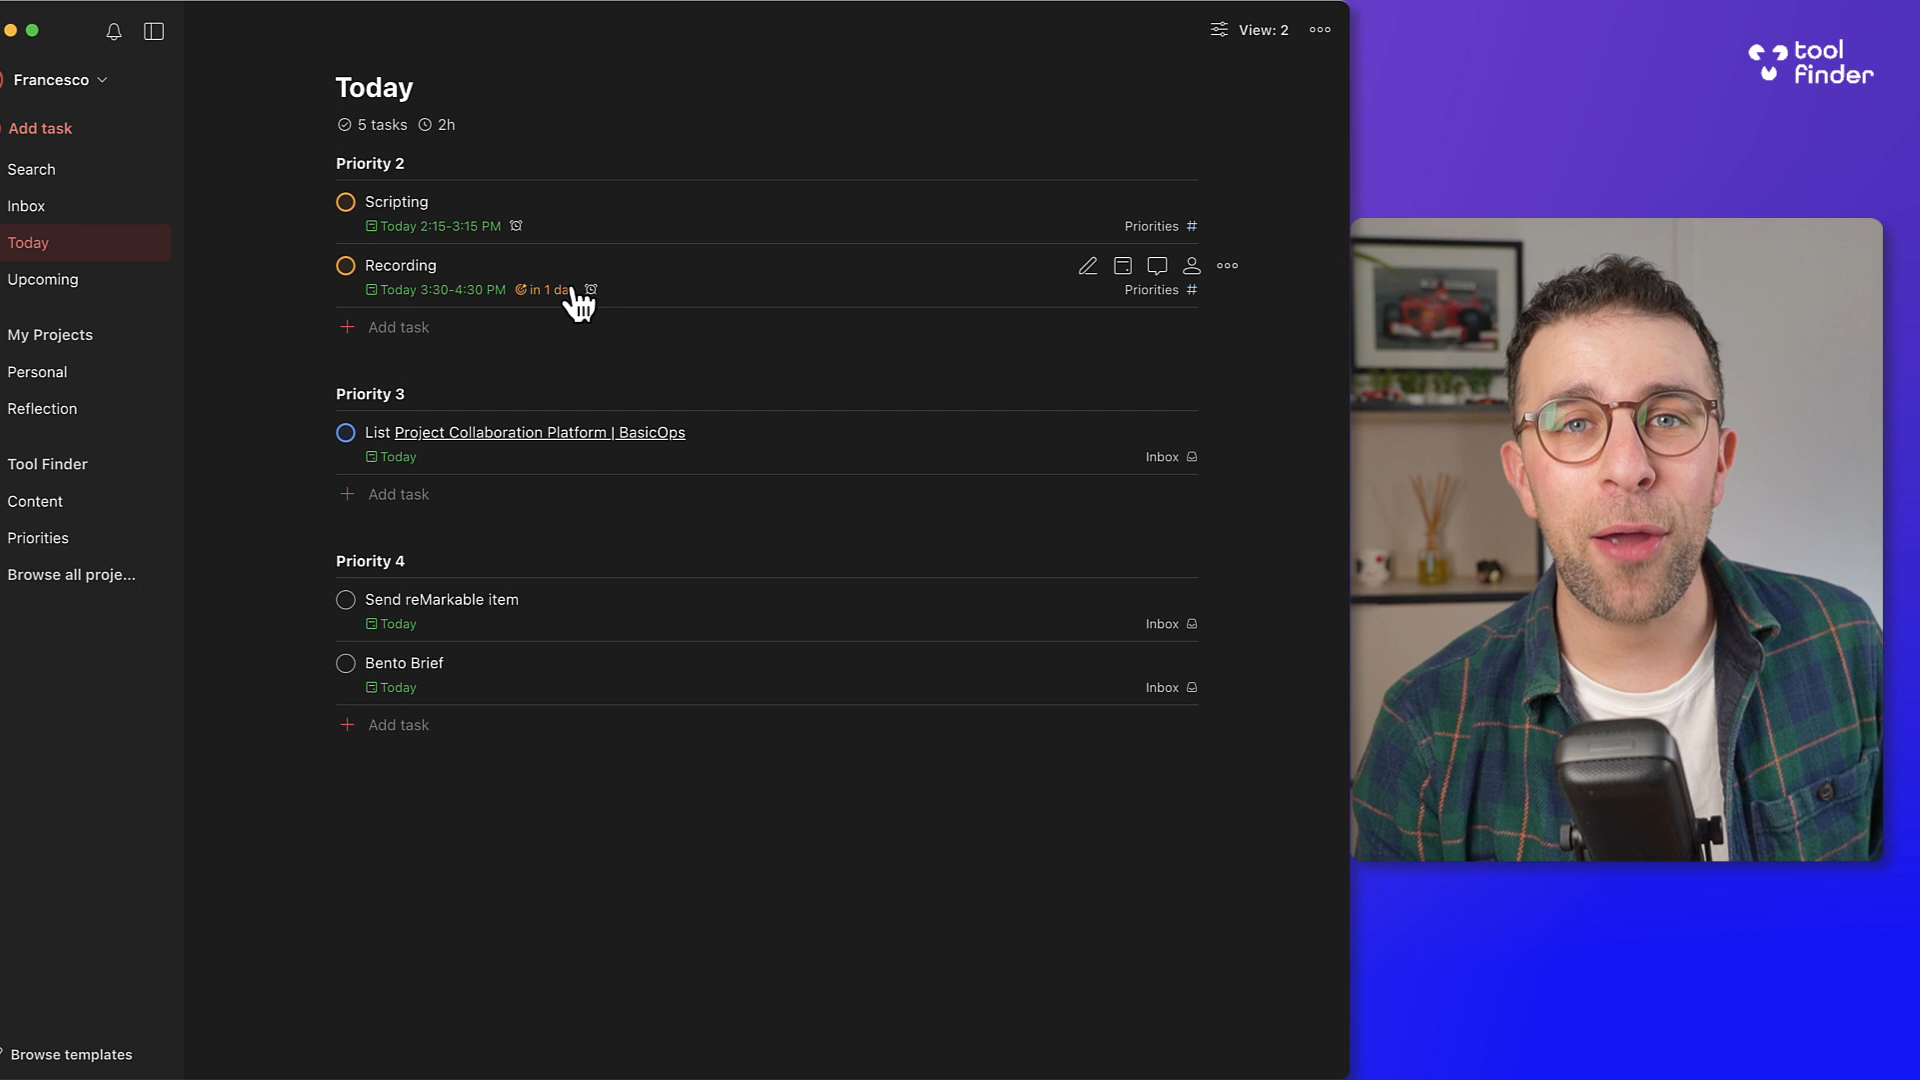 Francesco
Add task
Search
Inbox
Today
Upcoming
My Projects
Personal
Reflection
Tool Finder
Content
Priorities
Browse all proje...
Browse templates
View: 2
Today
5 tasks 2h
Priority 2
Scripting
Today 2:15-3:15 PM
Priorities #
Recording
Today 3:30-4:30 PM in 1 da
Priorities #
Add task
Priority 3
List Project Collaboration Platform | BasicOps
Today
Inbox
Add task
Priority 4
Send reMarkable item
Today
Inbox
Bento Brief
Today
Inbox
Add task
tool
finder